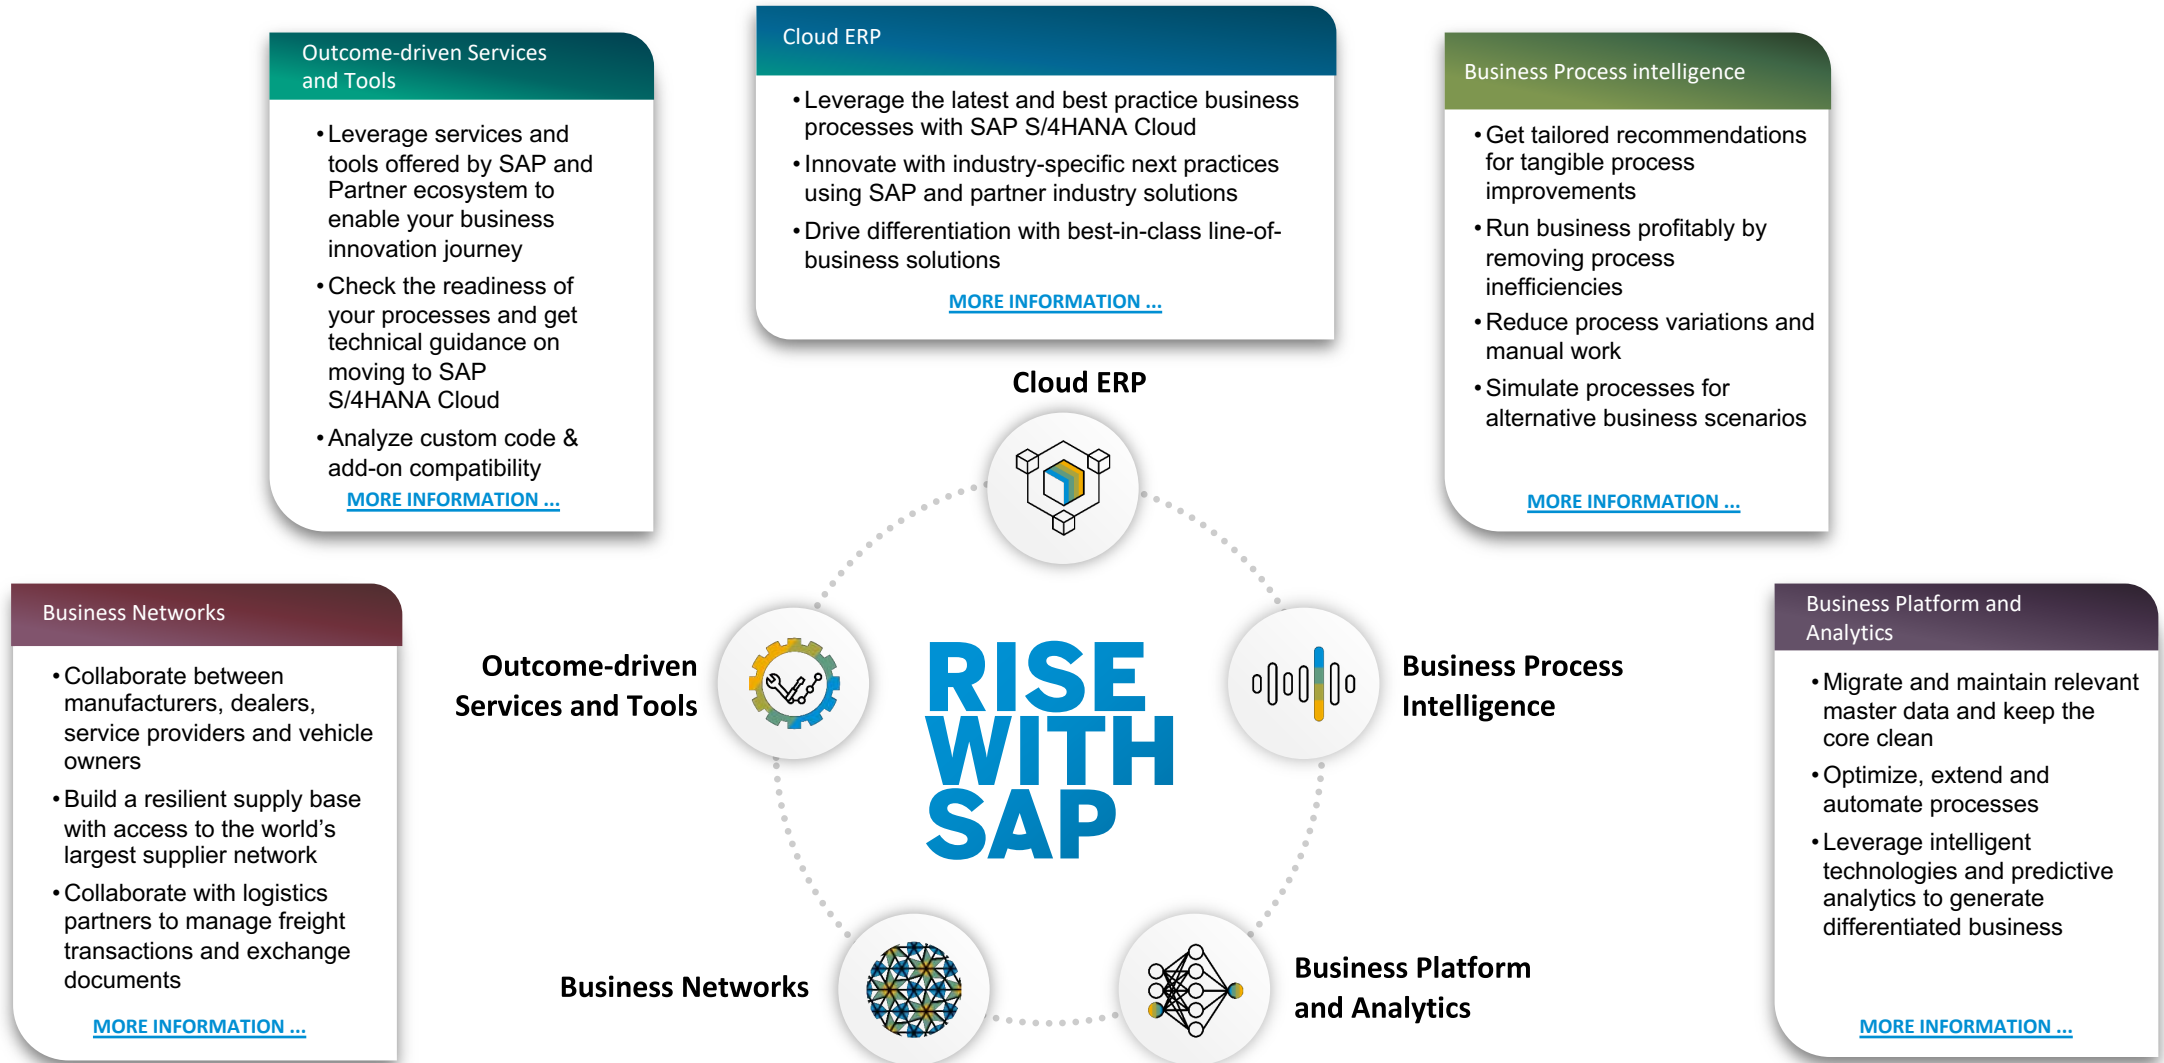 Outcome-driven Services
and Tools
• Leverage services and
tools offered by SAP and
Partner ecosystem to
enable your business
innovation journey
• Check the readiness of
your processes and get
technical guidance on
moving to SAP
S/4HANA Cloud
• Analyze custom code &
add-on compatibility
MORE INFORMATION ...
Cloud ERP
• Leverage the latest and best practice business
processes with SAP S/4HANA Cloud
• Innovate with industry-specific next practices
using SAP and partner industry solutions
• Drive differentiation with best-in-class line-of-
business solutions
MORE INFORMATION ...
Business Process intelligence
• Get tailored recommendations
for tangible process
improvements
• Run business profitably by
removing process
inefficiencies
• Reduce process variations and
manual work
• Simulate processes for
alternative business scenarios
MORE INFORMATION ...
Business Networks
• Collaborate between
manufacturers, dealers,
service providers and vehicle
owners
• Build a resilient supply base
with access to the world's
largest supplier network
• Collaborate with logistics
partners to manage freight
transactions and exchange
documents
MORE INFORMATION ...
Cloud ERP
Outcome-driven
Services and Tools
RISE
WITH
SAP
Business Process
Intelligence
Business Networks
Business Platform
and Analytics
Business Platform and
Analytics
• Migrate and maintain relevant
master data and keep the
core clean
• Optimize, extend and
automate processes
• Leverage intelligent
technologies and predictive
analytics to generate
differentiated business
MORE INFORMATION ...